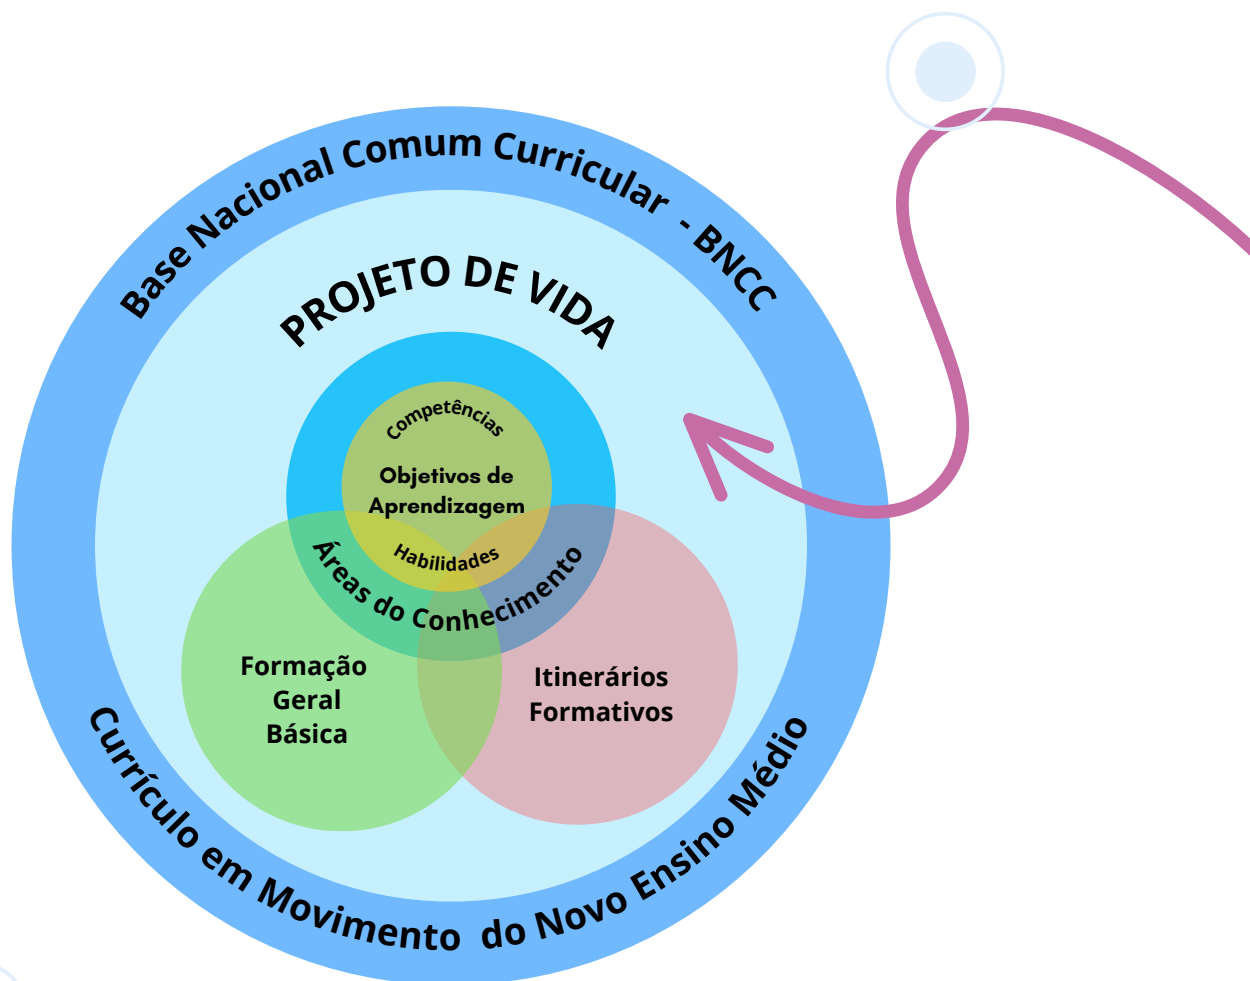 Base Nacional Comum Curricular - BNCC
PROJETO DE VIDA
Competências
Objetivos de
Aprendizagem
Habilidades
Áreas do Conhecimento
Formação
Geral
Básica
Itinerários
Formativos
Currículo em Movimento do Novo Ensino Médio